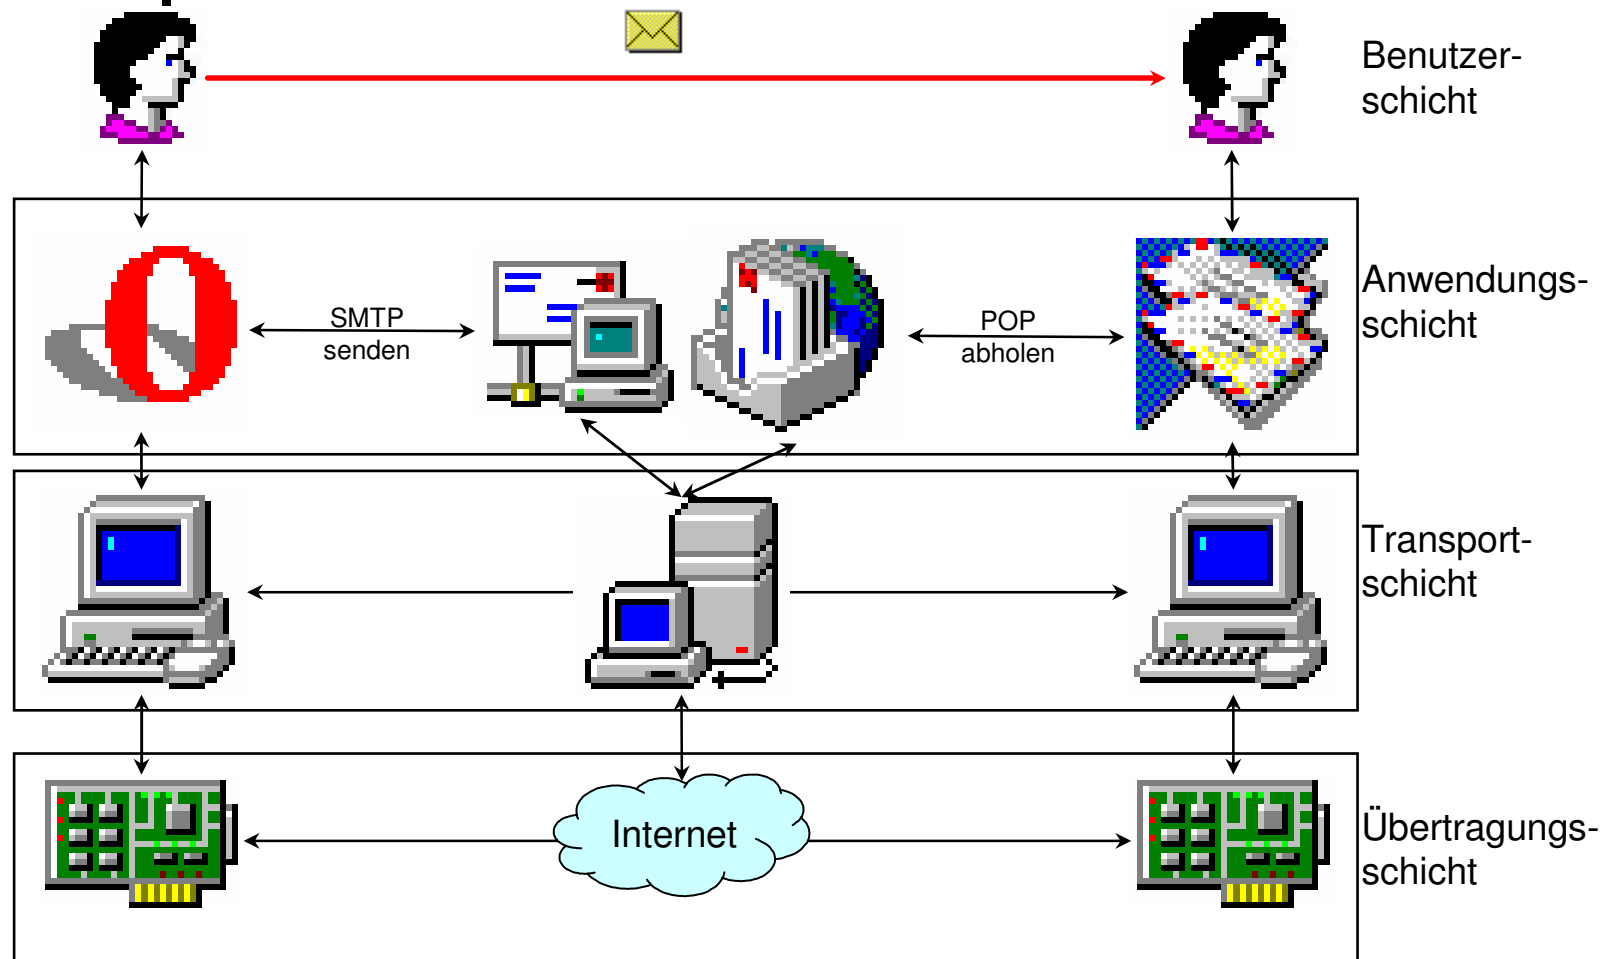 Benutzer-
schicht
SMTP
senden
POP
abholen
Anwendungs-
schicht
Transport-
schicht
Internet
Übertragungs-
schicht